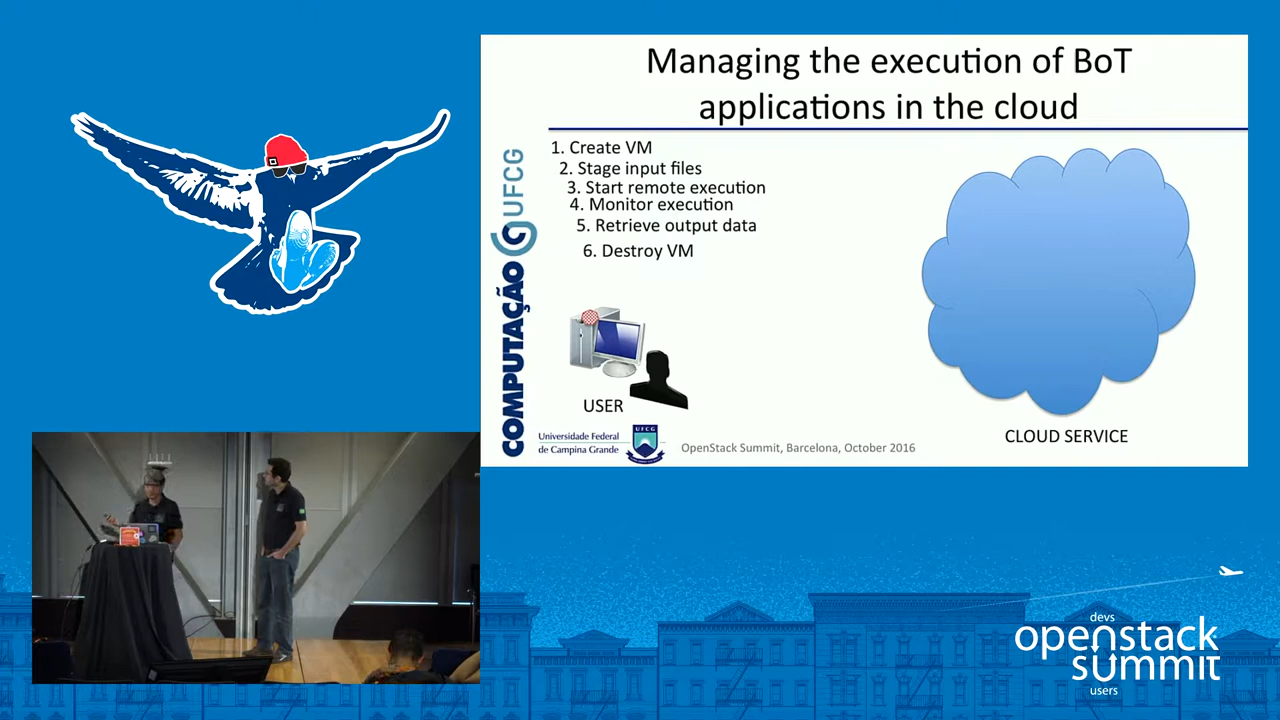 Managing the execution of BoT
applications in the cloud
1. Create VM
2. Stage input files
3. Start remote execution
4. Monitor execution
5. Retrieve output data
6. Destroy VM
COMPUTAÇÃO UFCG
USER
CLOUD SERVICE
Universidade Federal
de Campina Grande
UFCG
OpenStack Summit, Barcelona, October 2016
devs
openstack
summit
users